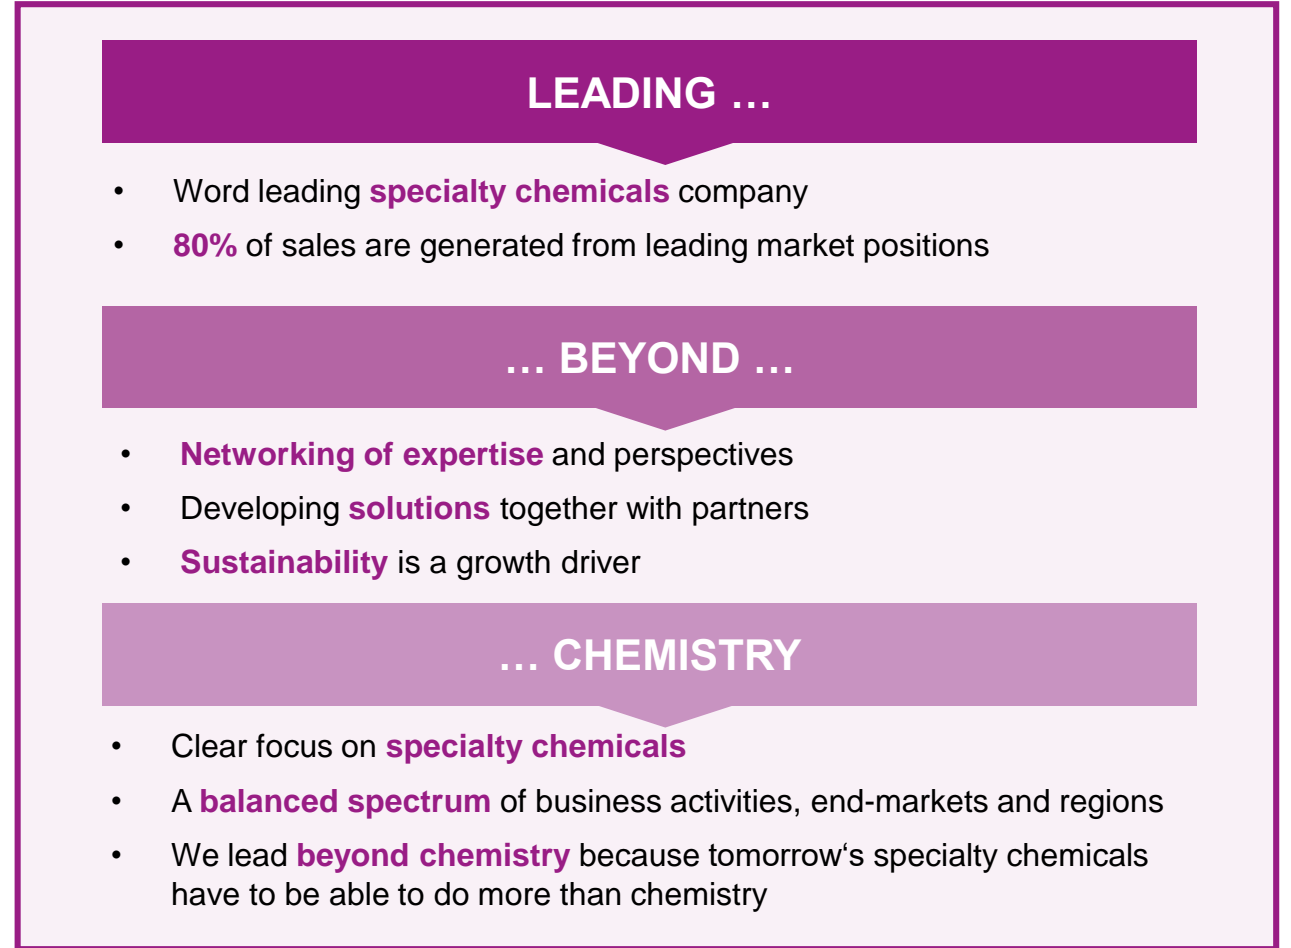 LEADING …
• Word leading specialty chemicals company
• 80% of sales are generated from leading market positions
… BEYOND …
• Networking of expertise and perspectives
• Developing solutions together with partners
• Sustainability is a growth driver
… CHEMISTRY
• Clear focus on specialty chemicals
• A balanced spectrum of business activities, end-markets and regions
• We lead beyond chemistry because tomorrow‘s specialty chemicals
have to be able to do more than chemistry